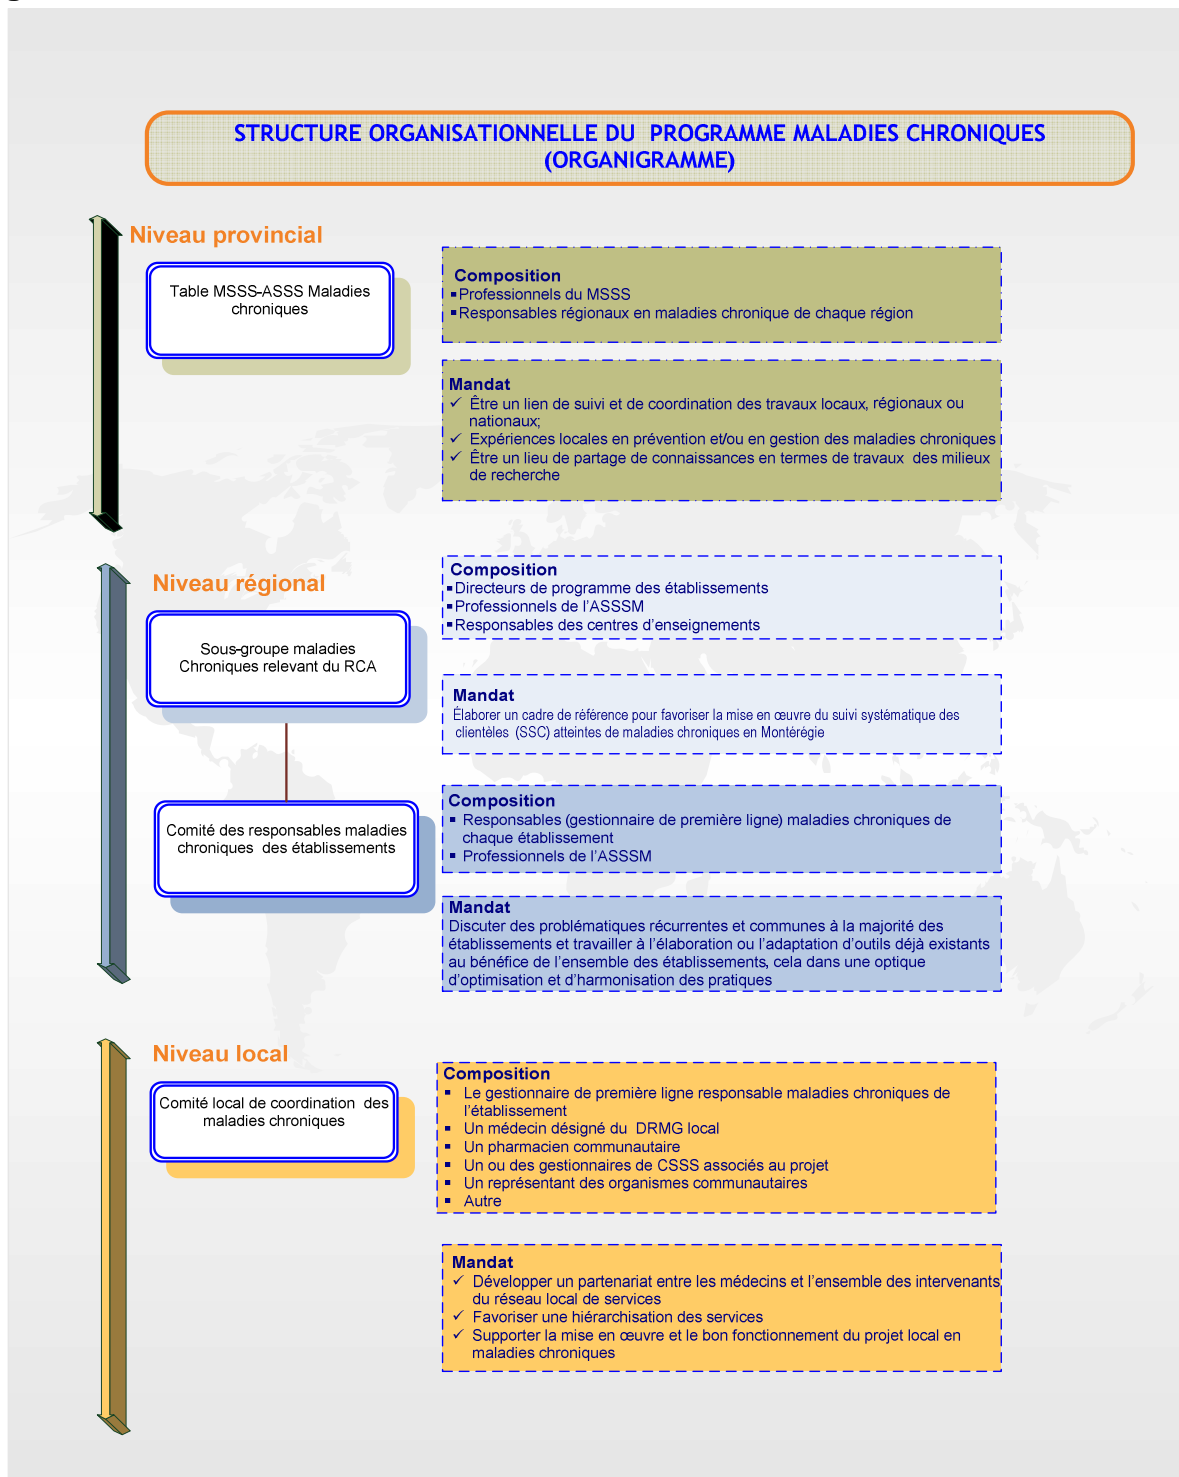 STRUCTURE ORGANISATIONNELLE DU PROGRAMME MALADIES CHRONIQUES
(ORGANIGRAMME)
Niveau provincial
Table MSSS-ASSS Maladies
chroniques
Composition
▪Professionnels du MSSS
▪Responsables régionaux en maladies chronique de chaque région
Mandat
✓ Être un lien de suivi et de coordination des travaux locaux, régionaux ou
nationaux;
✓ Expériences locales en prévention et/ou en gestion des maladies chroniques
✓ Être un lieu de partage de connaissances en termes de travaux des milieux
de recherche
Niveau régional
Sous-groupe maladies
Chroniques relevant du RCA
Composition
▪Directeurs de programme des établissements
▪Professionnels de l'ASSSM
▪Responsables des centres d'enseignements
Mandat
Élaborer un cadre de référence pour favoriser la mise en œuvre du suivi systématique des
clientèles (SSC) atteintes de maladies chroniques en Montérégie
Comité des responsables maladies
chroniques des établissements
Composition
▪ Responsables (gestionnaire de première ligne) maladies chroniques de
chaque établissement
▪ Professionnels de l'ASSSM
Mandat
Discuter des problématiques récurrentes et communes à la majorité des
établissements et travailler à l'élaboration ou l'adaptation d'outils déjà existants
au bénéfice de l'ensemble des établissements, cela dans une optique
d'optimisation et d'harmonisation des pratiques
Niveau local
Comité local de coordination des
maladies chroniques
Composition
▪ Le gestionnaire de première ligne responsable maladies chroniques de
l'établissement
▪ Un médecin désigné du DRMG local
▪ Un pharmacien communautaire
▪ Un ou des gestionnaires de CSSS associés au projet
▪ Un représentant des organismes communautaires
▪ Autre
Mandat
✓ Développer un partenariat entre les médecins et l'ensemble des intervenants
du réseau local de services
✓ Favoriser une hiérarchisation des services
✓ Supporter la mise en œuvre et le bon fonctionnement du projet local en
maladies chroniques